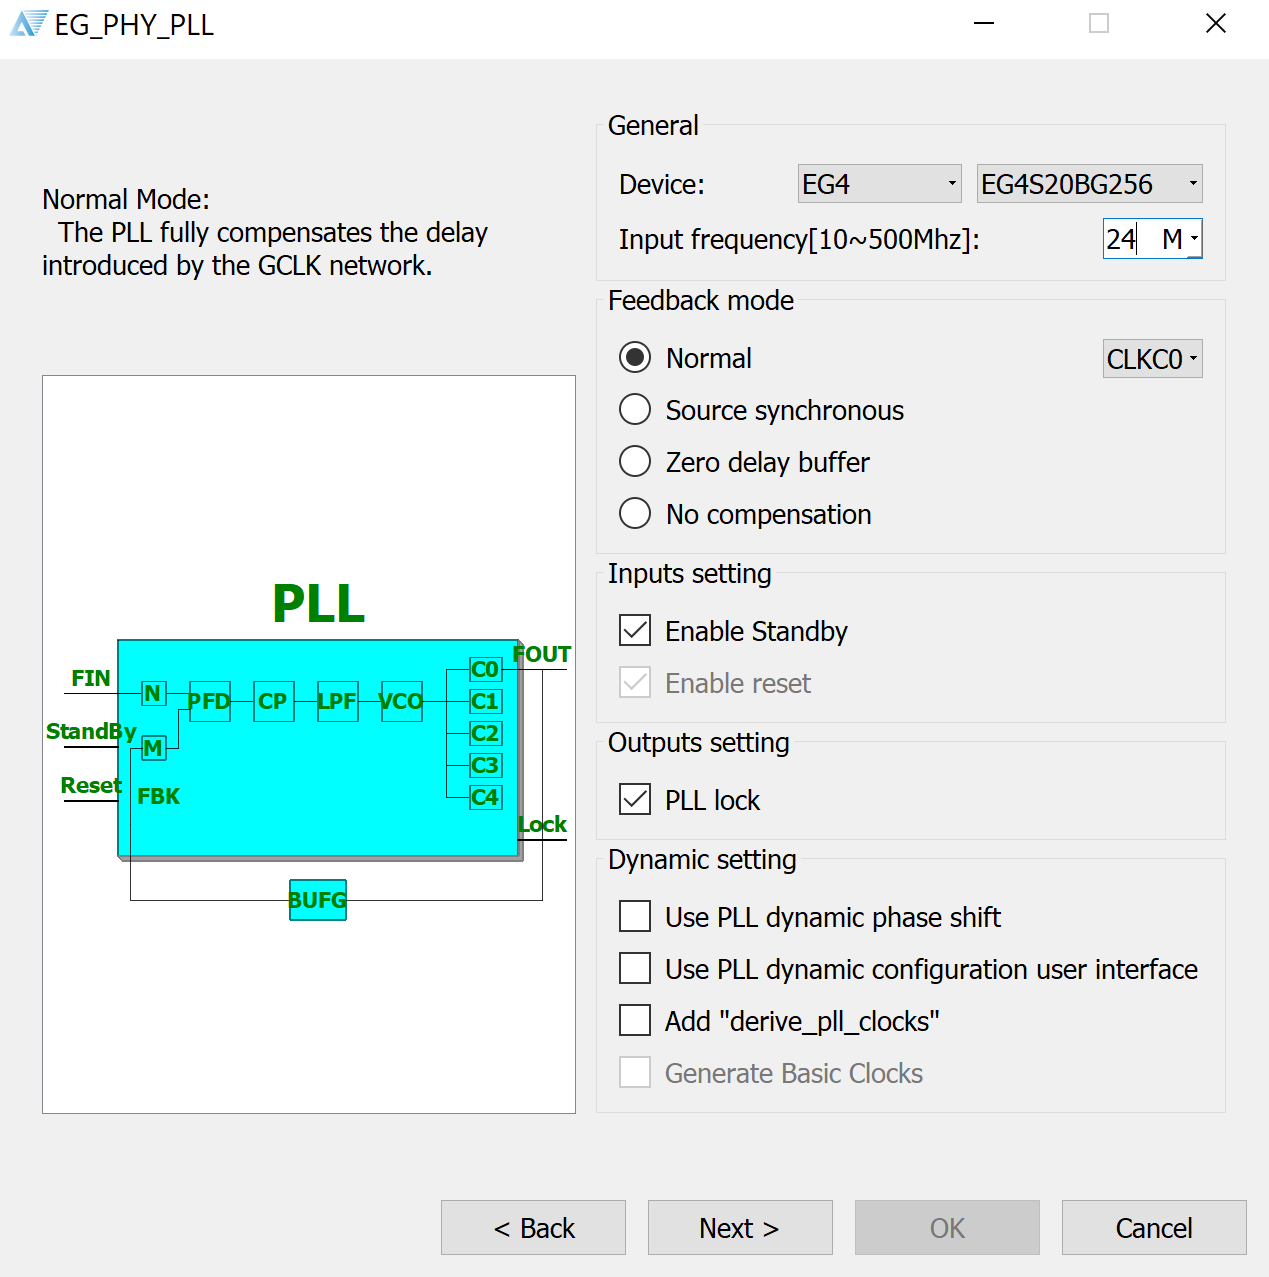 EG_PHY_PLL
Normal Mode:
The PLL fully compensates the delay
introduced by the GCLK network.
PLL
FIN
StandBy
Reset
N
M
FBK
PFD
CP
LPF
VCO
C0
C1
C2
C3
C4
FOUT
Lock
BUFG
General
Device: EG4 EG4S20BG256
Input frequency[10~500Mhz]: 24 M
Feedback mode
Normal CLKC0
Source synchronous
Zero delay buffer
No compensation
Inputs setting
Enable Standby
Enable reset
Outputs setting
PLL lock
Dynamic setting
Use PLL dynamic phase shift
Use PLL dynamic configuration user interface
Add "derive_pll_clocks"
Generate Basic Clocks
< Back Next > OK Cancel